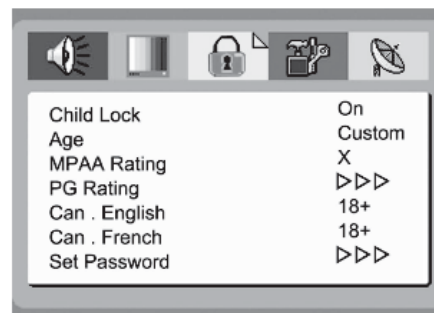 Child Lock On
Age Custom
MPAA Rating X
PG Rating ▷▷▷
Can . English 18+
Can . French 18+
Set Password ▷▷▷